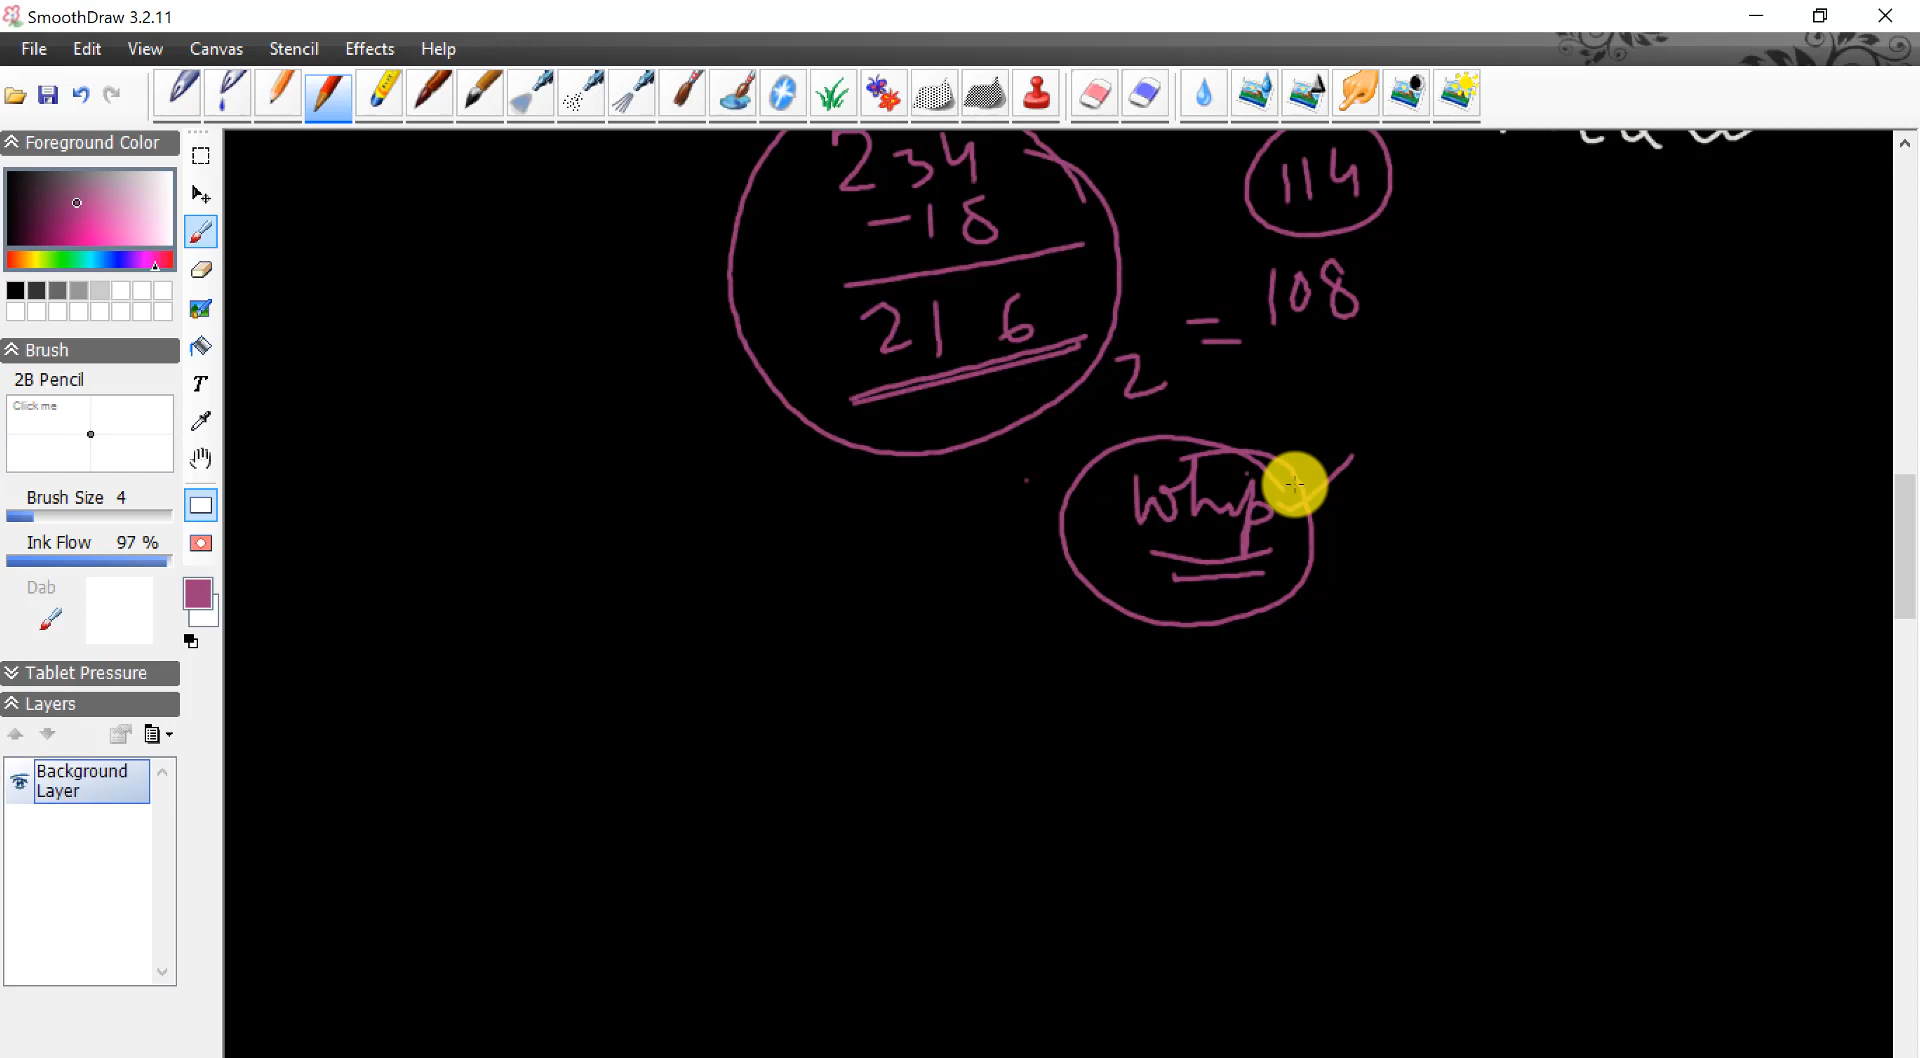 SmoothDraw 3.2.11
File Edit View Canvas Stencil Effects Help
Foreground Color
Brush
2B Pencil
Click me
Brush Size 4
Ink Flow 97 %
Dab
Tablet Pressure
Layers
Background
Layer
T
234
-18
216
2
114
= 108
Whip